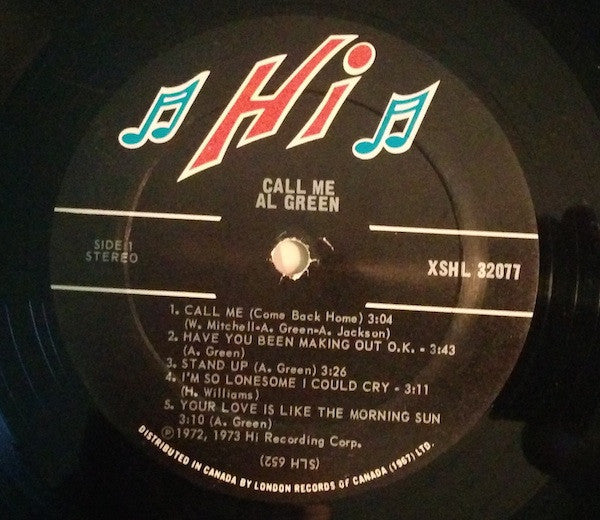 Hi
CALL ME
AL GREEN
SIDE:1
STEREO
XSHL 32077
1. CALL ME (Come Back Home) 3:04
(W. Mitchell-A. Green-A. Jackson)
2. HAVE YOU BEEN MAKING OUT O.K. - 3:43
(A. Green)
3. STAND UP (A. Green) 3:26
4. I'M SO LONESOME I COULD CRY - 3:11
(H. Williams)
5. YOUR LOVE IS LIKE THE MORNING SUN
3:10 (A. Green)
Ⓟ1972, 1973 Hi Recording Corp.
(SLH 652)
DISTRIBUTED IN CANADA BY LONDON RECORDS OF CANADA (1967) LTD.